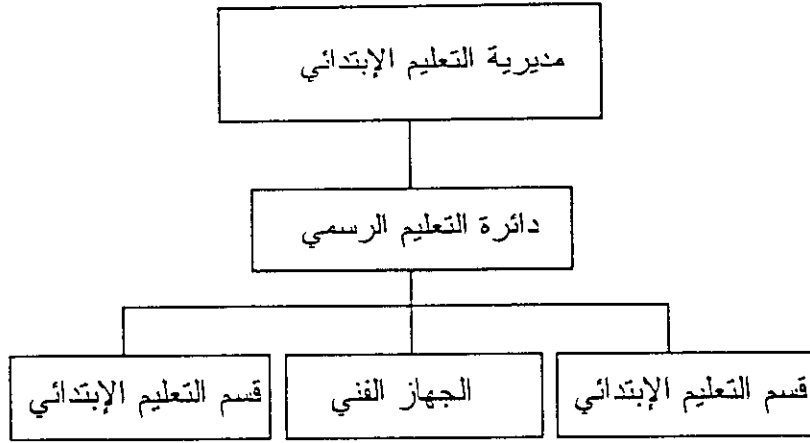 مديرية التعليم الإبتدائي
دائرة التعليم الرسمي
قسم التعليم الإبتدائي
الجهاز الفني
قسم التعليم الإبتدائي